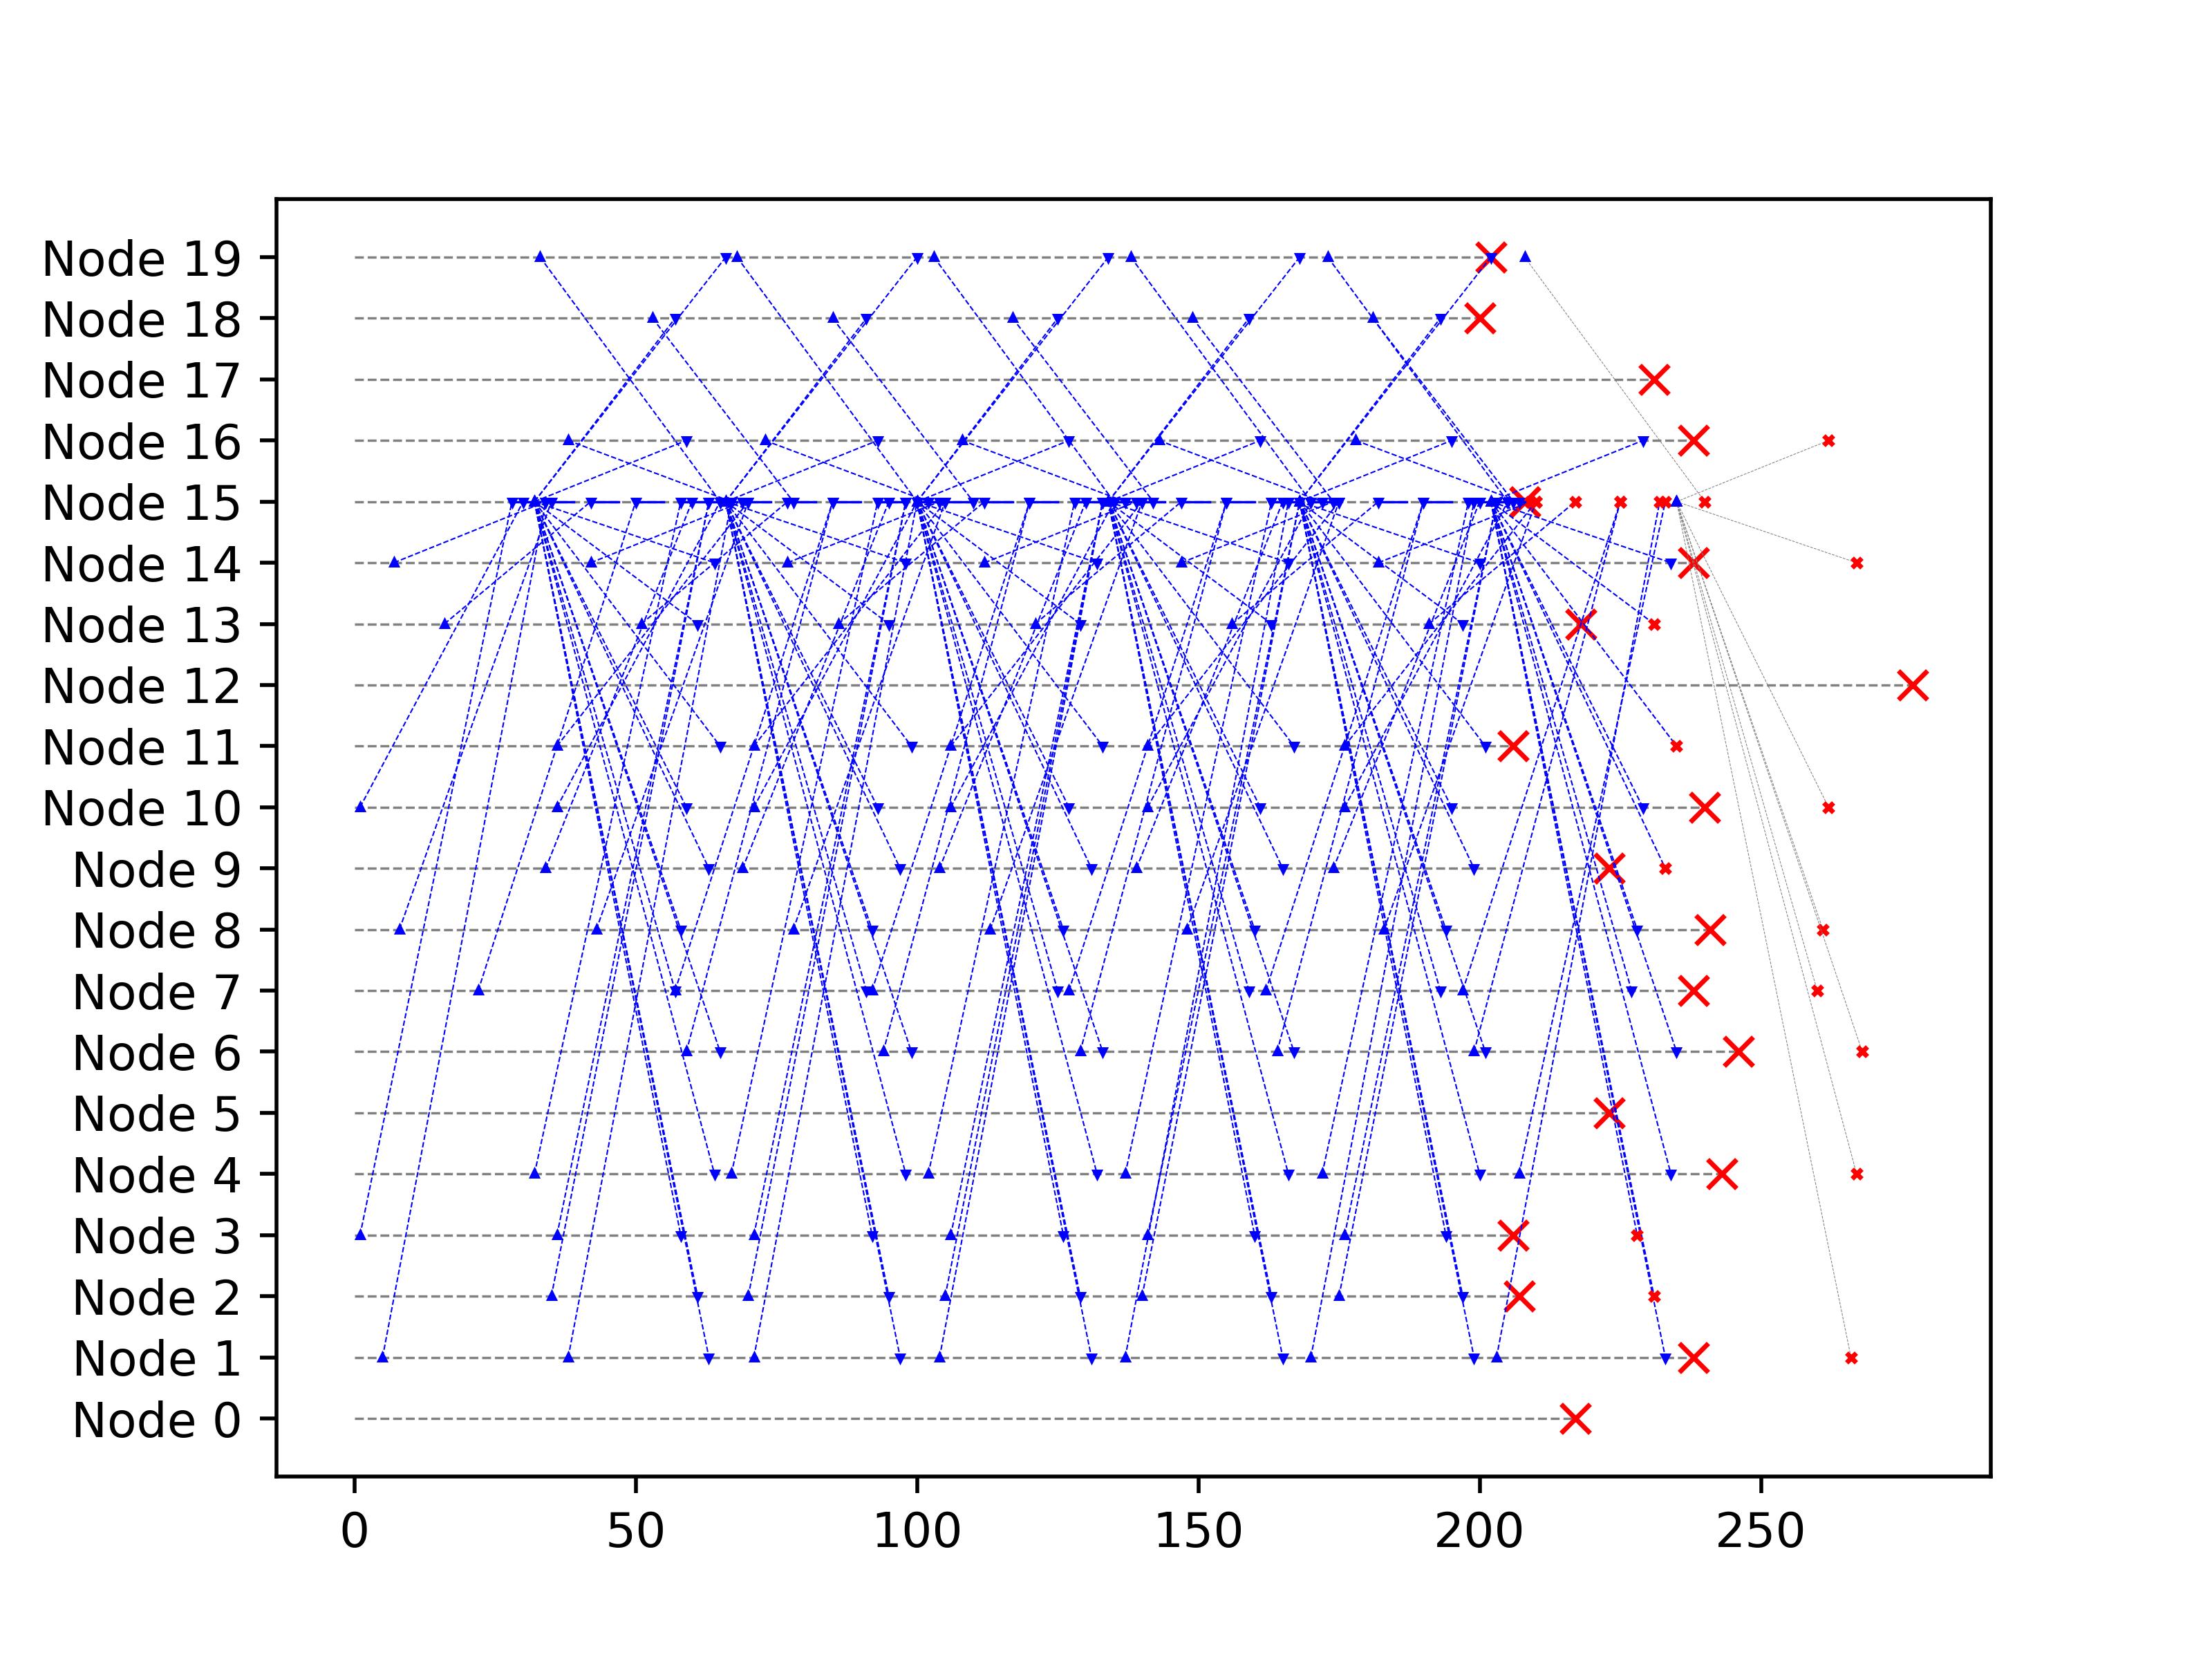 Node 19
Node 18
Node 17
Node 16
Node 15
Node 14
Node 13
Node 12
Node 11
Node 10
Node 9
Node 8
Node 7
Node 6
Node 5
Node 4
Node 3
Node 2
Node 1
Node 0
0 50 100 150 200 250